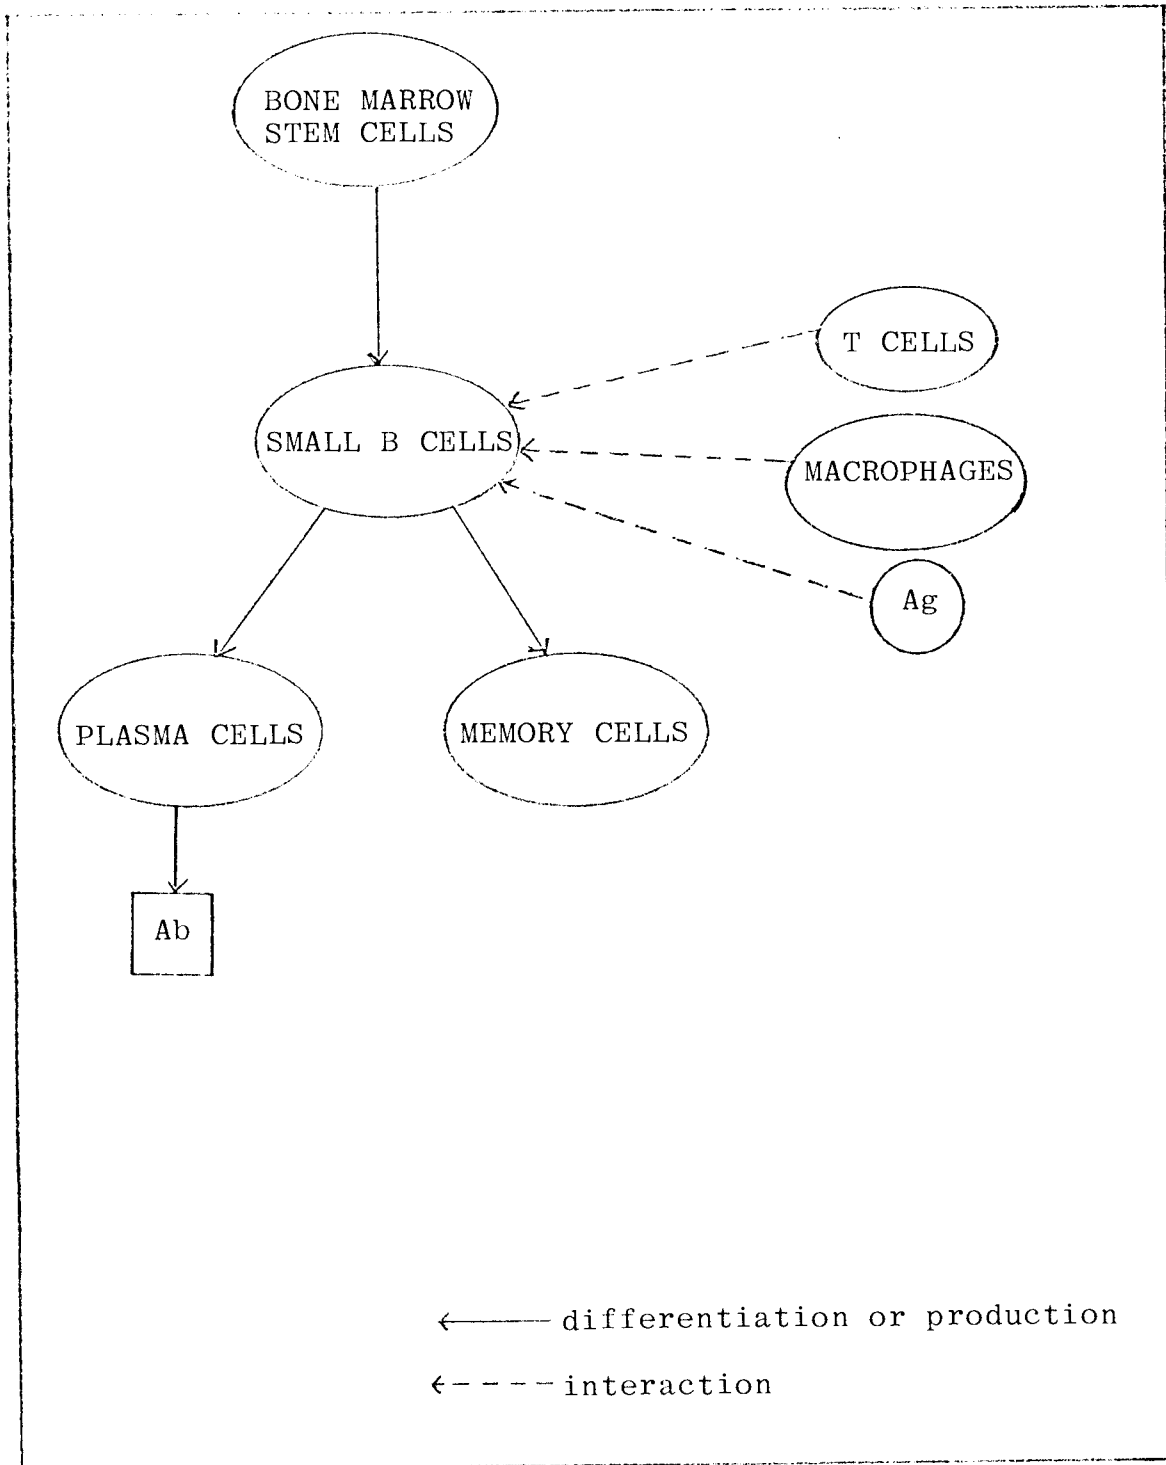 BONE MARROW
STEM CELLS
T CELLS
SMALL B CELLS
MACROPHAGES
Ag
PLASMA CELLS
MEMORY CELLS
Ab
differentiation or production
interaction